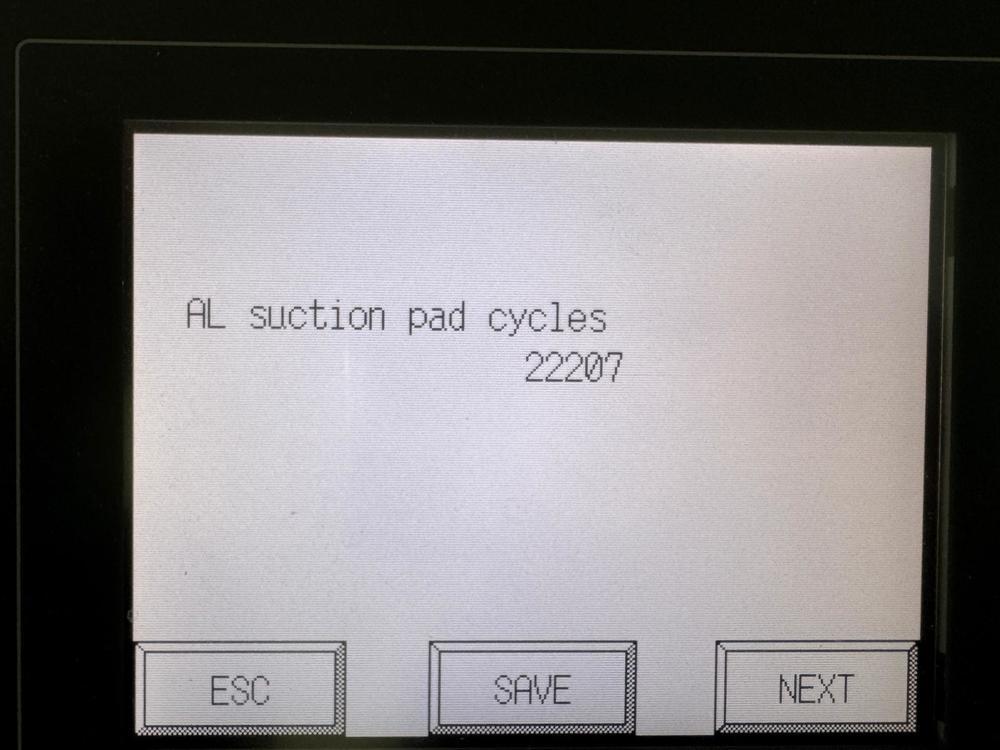 AL suction pad cycles
22207
ESC
SAVE
NEXT